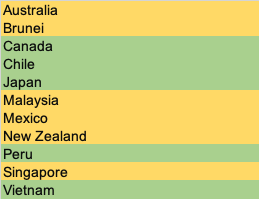 Australia
Brunei
Canada
Chile
Japan
Malaysia
Mexico
New Zealand
Peru
Singapore
Vietnam